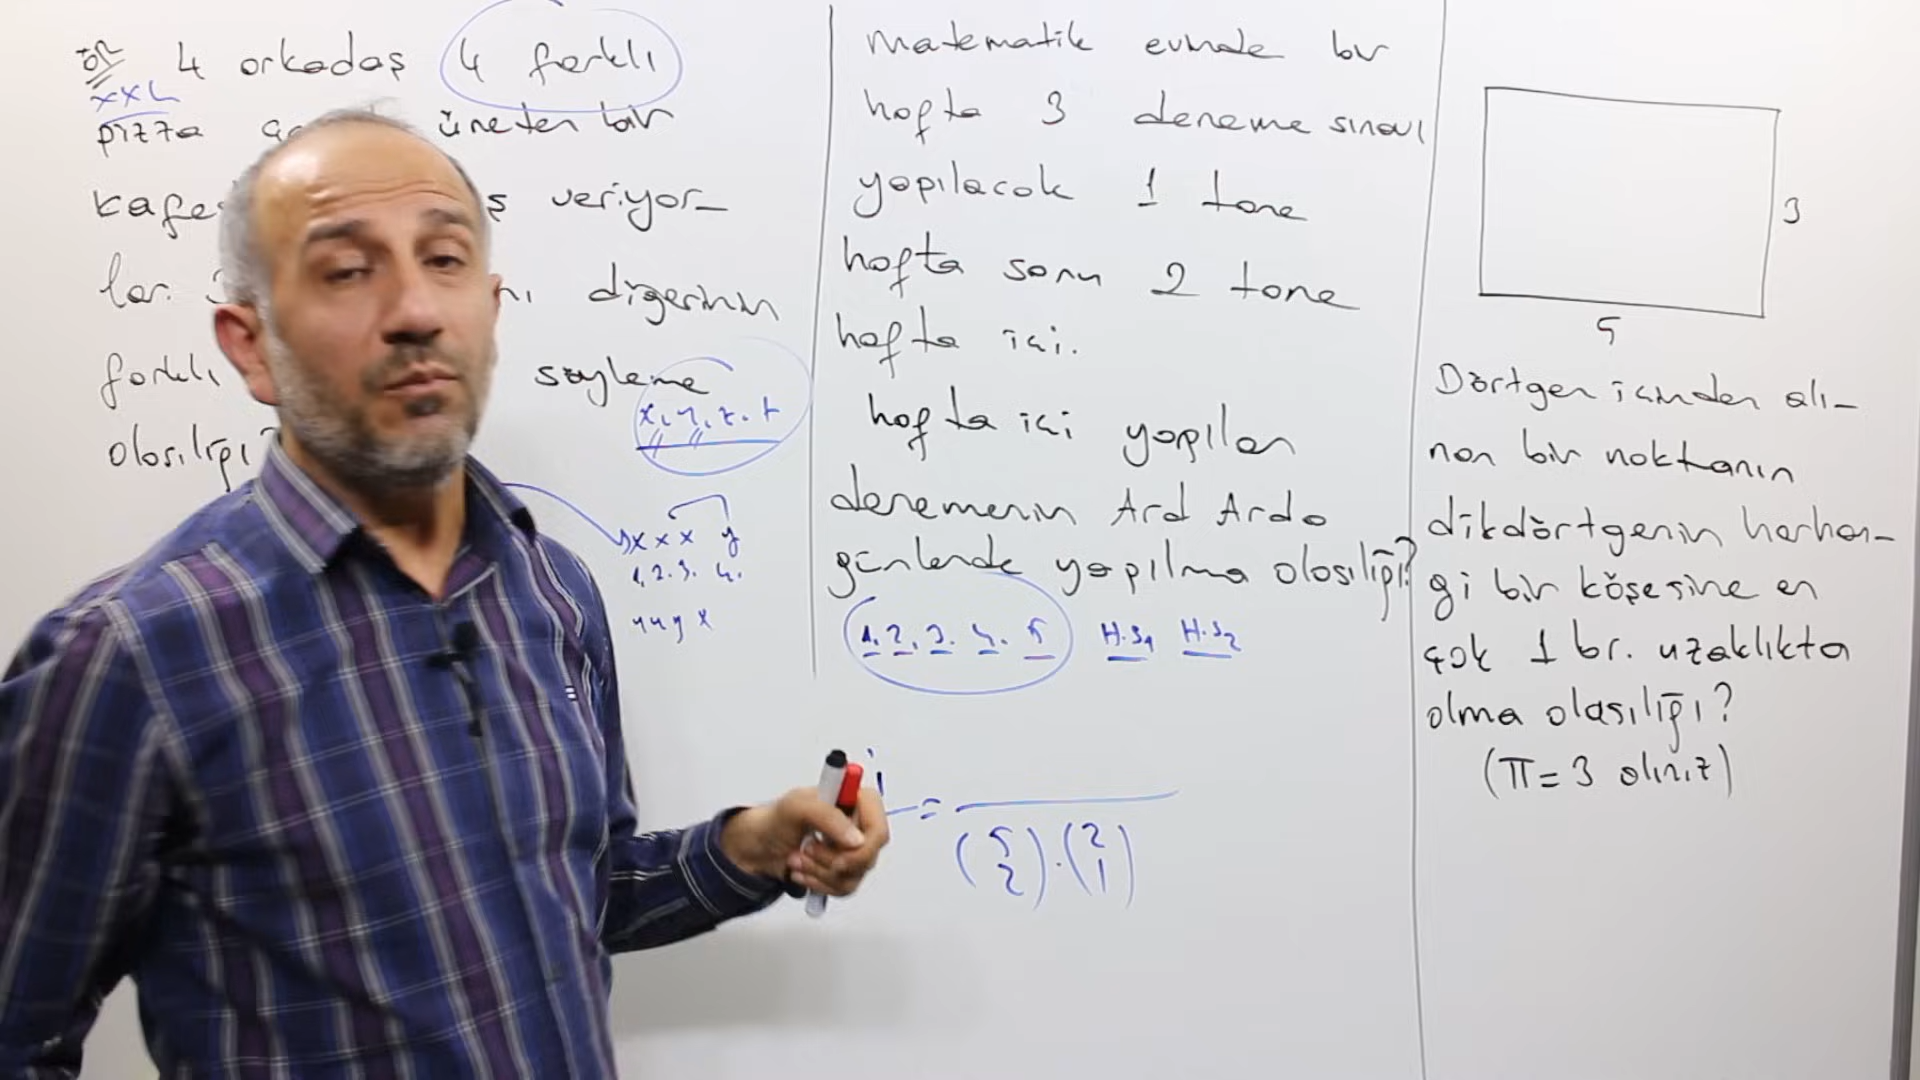 ör 4 orkadaş 4 farklı
xxL
pizza üreten bir
kafe ş veriyor-
lar. nı diğerinin
farklı söyleme
x, y, z, t
olasılığı?
x x x y
1. 2. 3. 4.
y y y x
Matematik evinde bir
hafta 3 deneme sınavı
yapılacak 1 tane
hafta sonu 2 tane
hafta içi.
hafta içi yapılan
denemenin Ard Arda
günlerde yapılma olasılığı?
1. 2. 3. 4. 5 H.S1 H.S2
= (5 2) . (2 1)
3
5
Dörtgen içinden alı-
nan bir noktanın
dikdörtgenin herhan-
gi bir köşesine en
çok 1 br. uzaklıkta
olma olasılığı?
(π = 3 alınız)